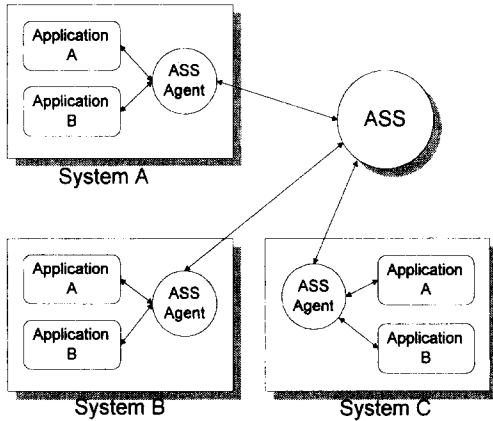 Application
A
Application
B
ASS
Agent
System A
ASS
Application
A
Application
B
ASS
Agent
System B
ASS
Agent
Application
A
Application
B
System C